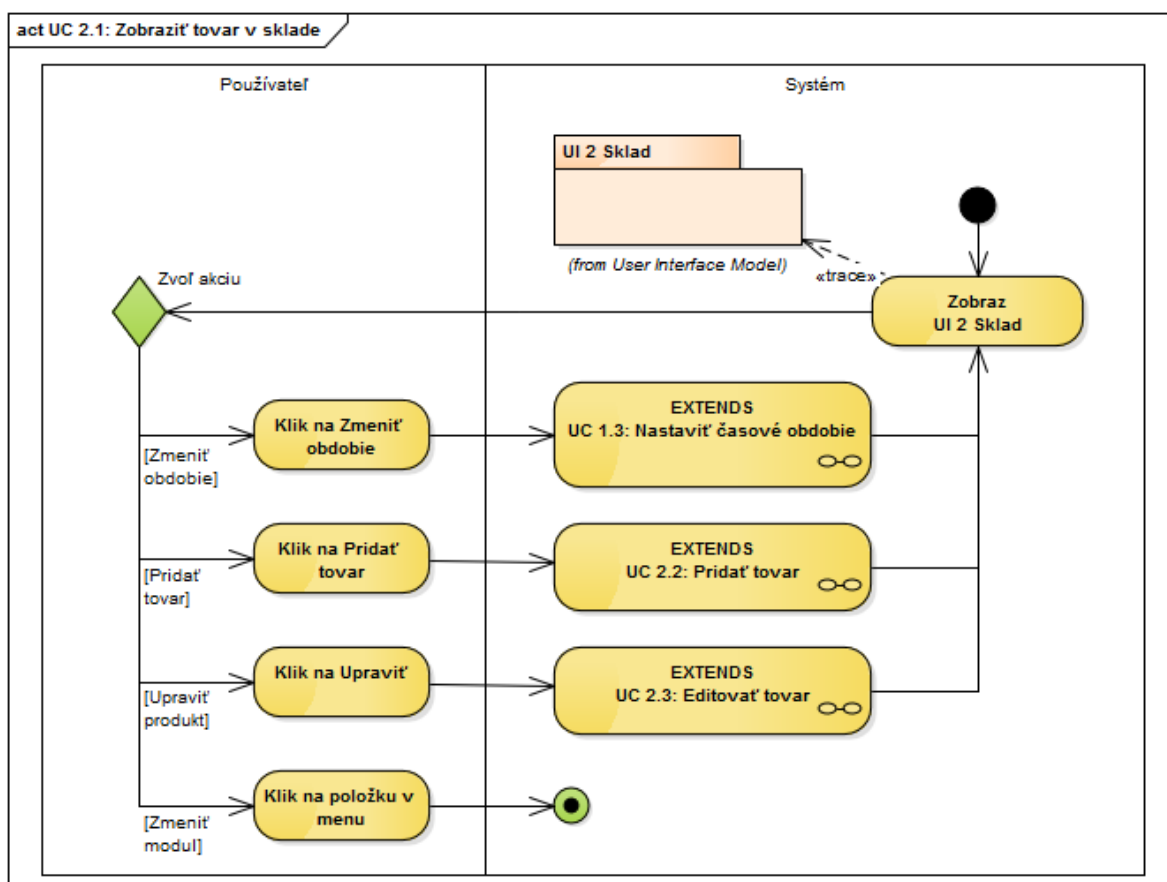 act UC 2.1: Zobraziť tovar v sklade
Používateľ
Systém
UI 2 Sklad
(from User Interface Model)
«trace»
Zvoľ akciu
Zobraz
UI 2 Sklad
Klik na Zmeniť
obdobie
EXTENDS
UC 1.3: Nastaviť časové obdobie
[Zmeniť
obdobie]
Klik na Pridať
tovar
EXTENDS
UC 2.2: Pridať tovar
[Pridať
tovar]
Klik na Upraviť
EXTENDS
UC 2.3: Editovať tovar
[Upraviť
produkt]
Klik na položku v
menu
[Zmeniť
modul]